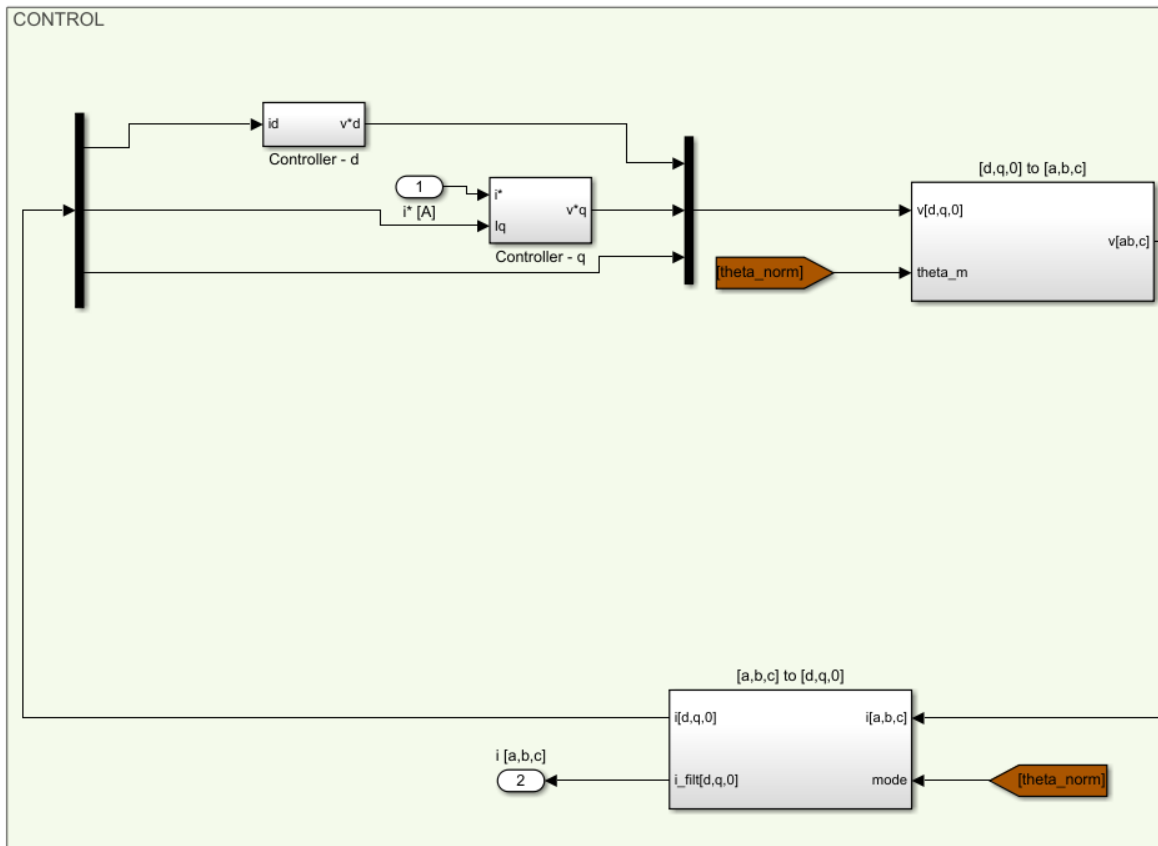 CONTROL
id
v*d
Controller - d
1
i* [A]
i*
Iq
v*q
Controller - q
[theta_norm]
[d,q,0] to [a,b,c]
v[d,q,0]
theta_m
v[ab,c]
[a,b,c] to [d,q,0]
i[d,q,0]
i[a,b,c]
i_filt[d,q,0]
mode
i [a,b,c]
2
[theta_norm]